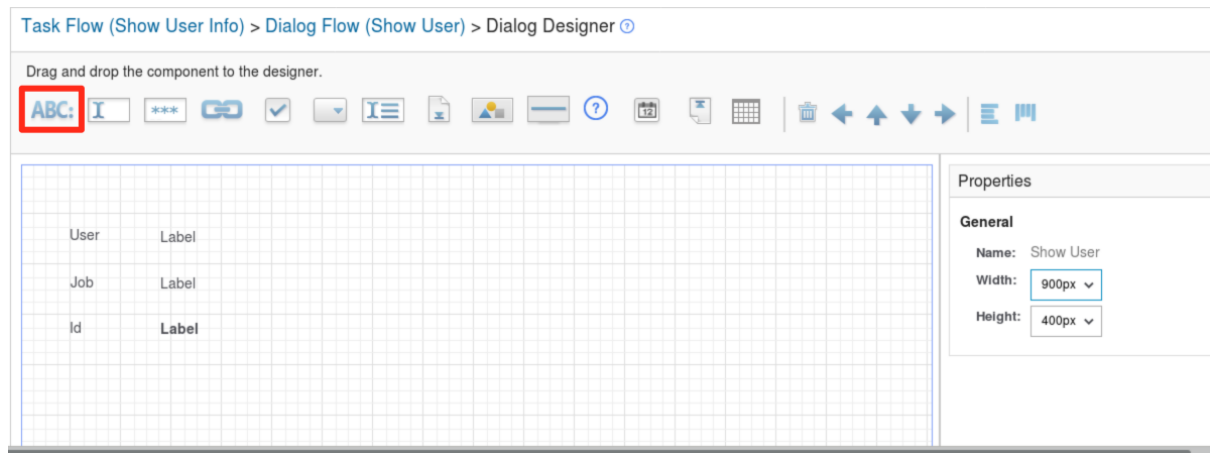 Task Flow (Show User Info) > Dialog Flow (Show User) > Dialog Designer ?
Drag and drop the component to the designer.
ABC: I *** ? 12
Properties
General
Name: Show User
Width: 900px
Height: 400px
User Label
Job Label
Id Label